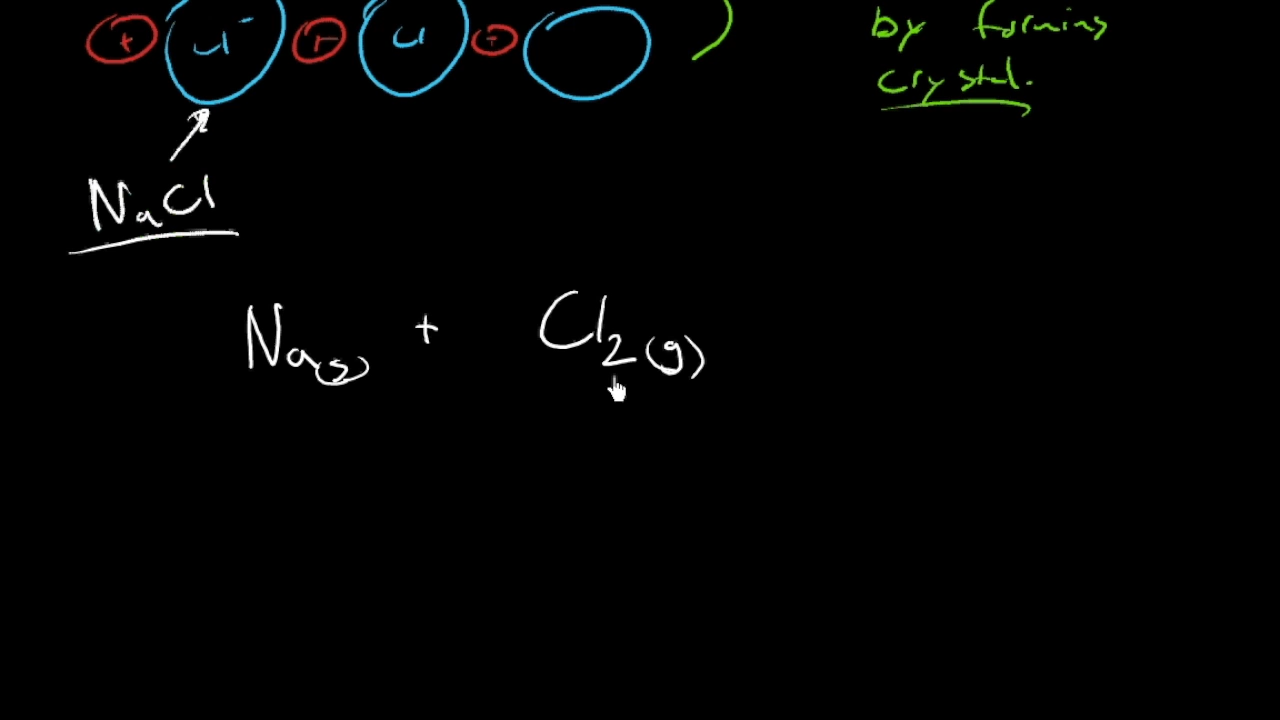 + Cl⁻ + Cl +
by forming
crystal.
NaCl
Na(s) + Cl₂(g)